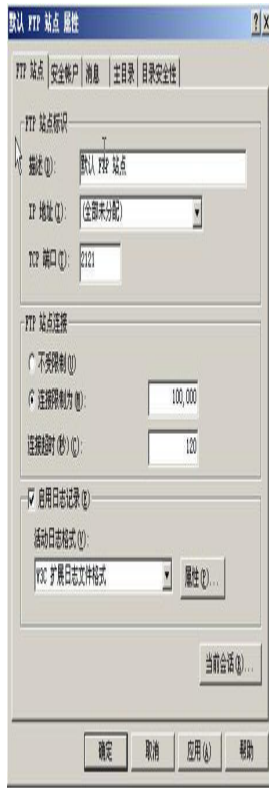 默认 FTP 站点 属性
FTP 站点 安全帐户 消息 主目录 目录安全性
FTP 站点标识
描述(D): 默认 FTP 站点
IP 地址(I): (全部未分配)
TCP 端口(T): 2121
FTP 站点连接
不受限制(U)
连接限制为(M): 100,000
连接超时(秒)(C): 120
启用日志记录(E)
活动日志格式(V):
W3C 扩展日志文件格式 属性(P)...
当前会话(R)...
确定 取消 应用(A) 帮助